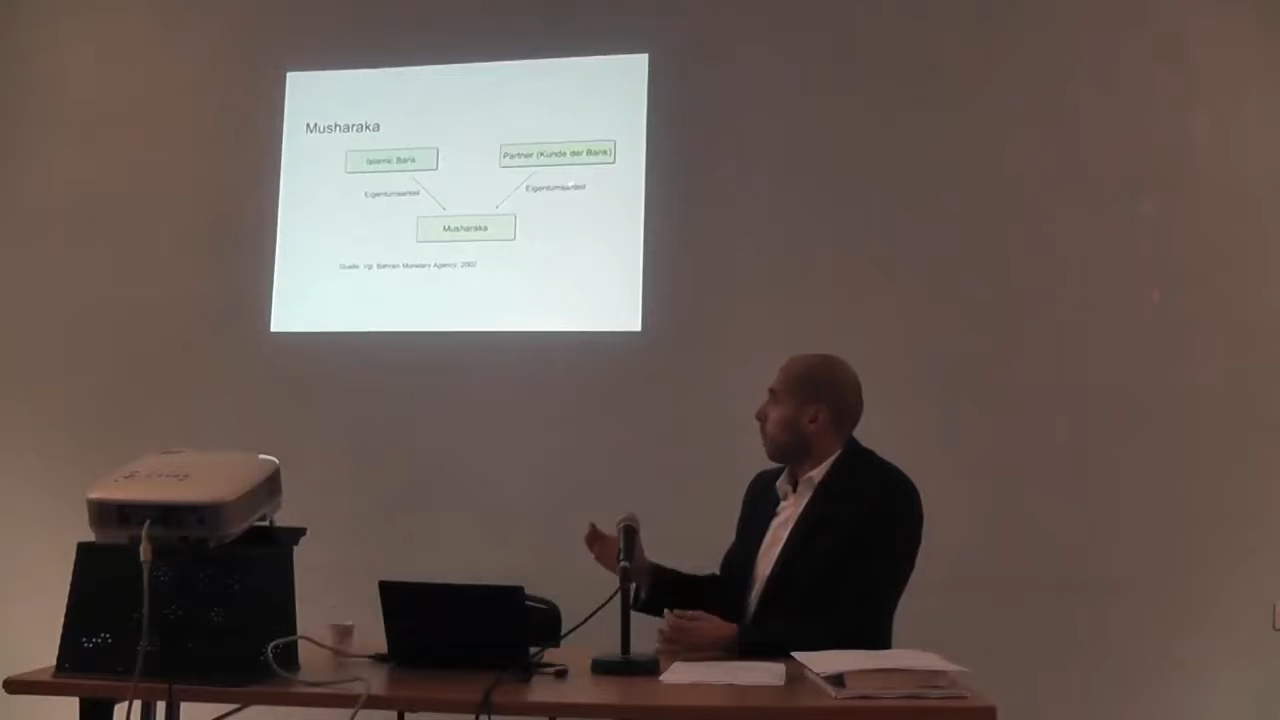 Musharaka
Islamic Bank
Partner (Kunde der Bank)
Eigentumsanteil
Eigentumsanteil
Musharaka
Quelle: Vgl. Bahrain Monetary Agency, 2002